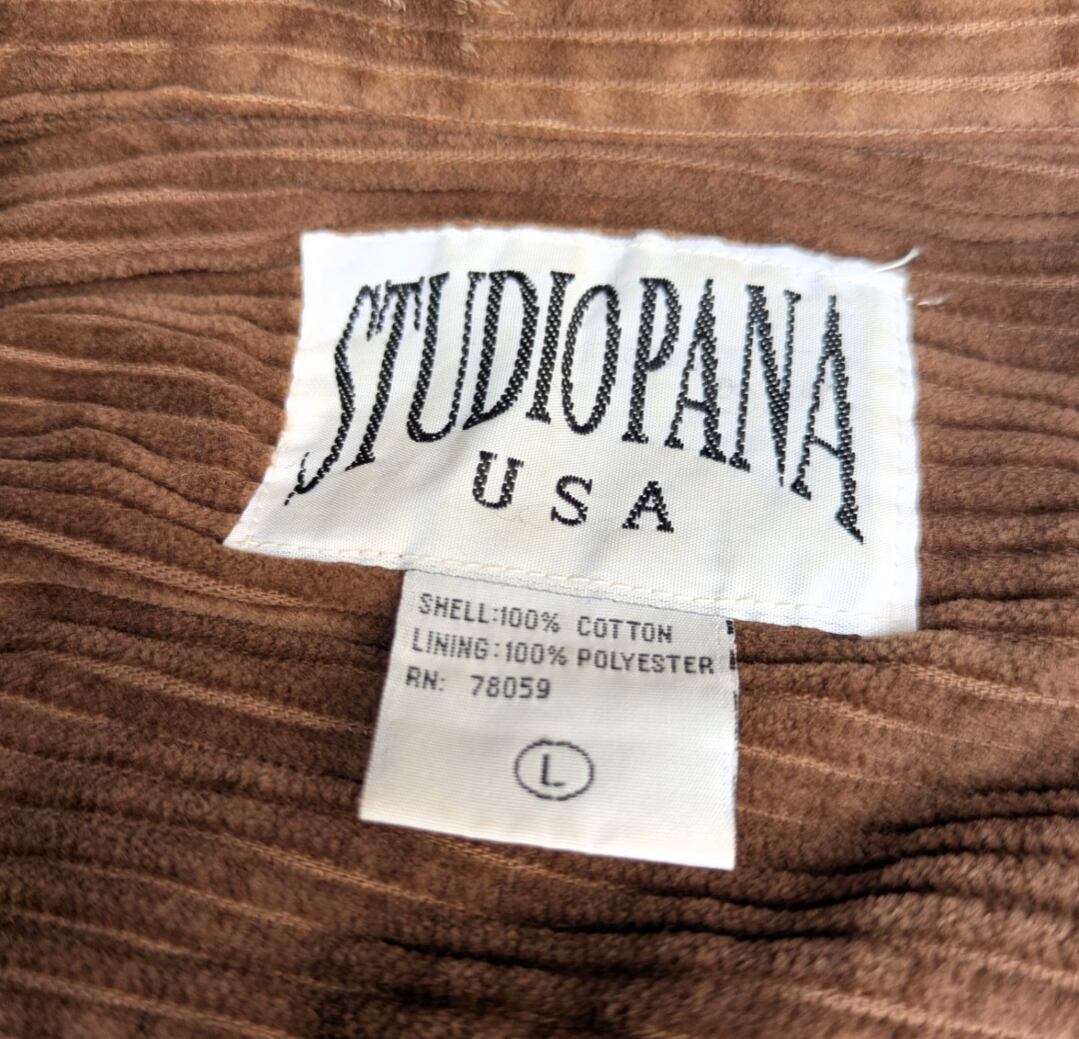 STUDIOPANA
USA
SHELL:100% COTTON
LINING:100% POLYESTER
RN: 78059
L